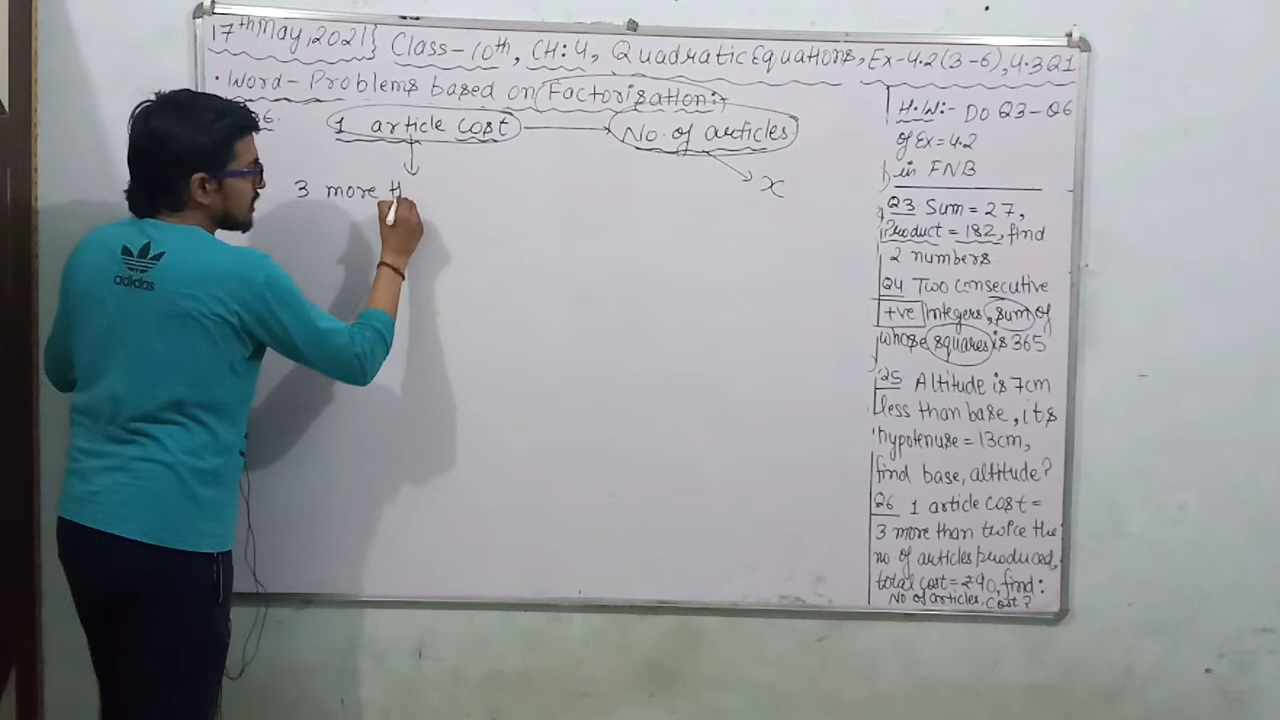 17th May, 2021} Class-10th, CH:4, Quadratic Equations, Ex-4.2(3-6), 4.3Q1
• Word-Problems based on Factorisation:
6.
1 article cost → No. of articles
3 more th
x
H.W:- Do Q3-Q6
of Ex=4.2
in FNB
Q3 Sum = 27,
Product = 182, find
2 numbers
Q4 Two consecutive
+ve Integers, sum of
whose squares is 365
Q5 Altitude is 7cm
less than base, its
hypotenuse = 13cm,
find base, altitude?
Q6 1 article cost =
3 more than twice the
no of articles produced,
total cost = ₹90, find:
No of articles, cost?
adidas